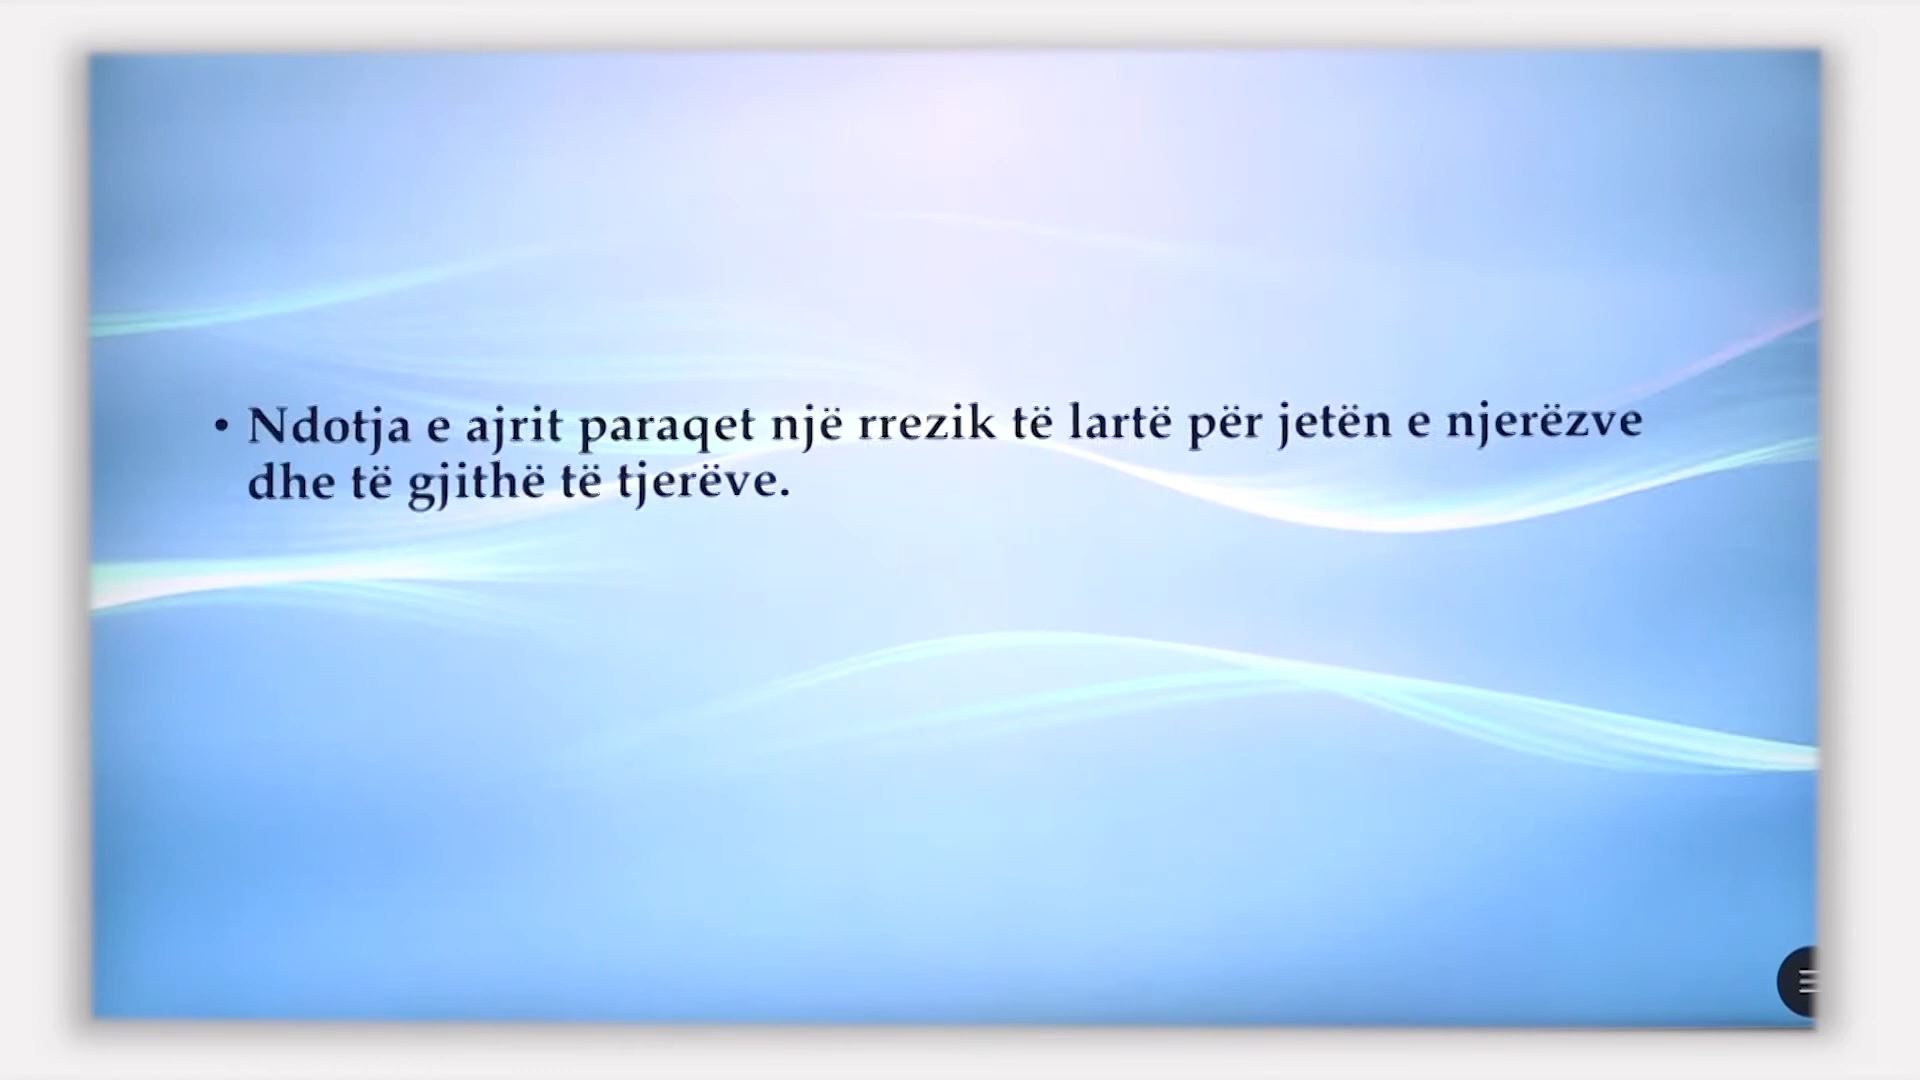 • Ndotja e ajrit paraqet një rrezik të lartë për jetën e njerëzve
dhe të gjithë të tjerëve.